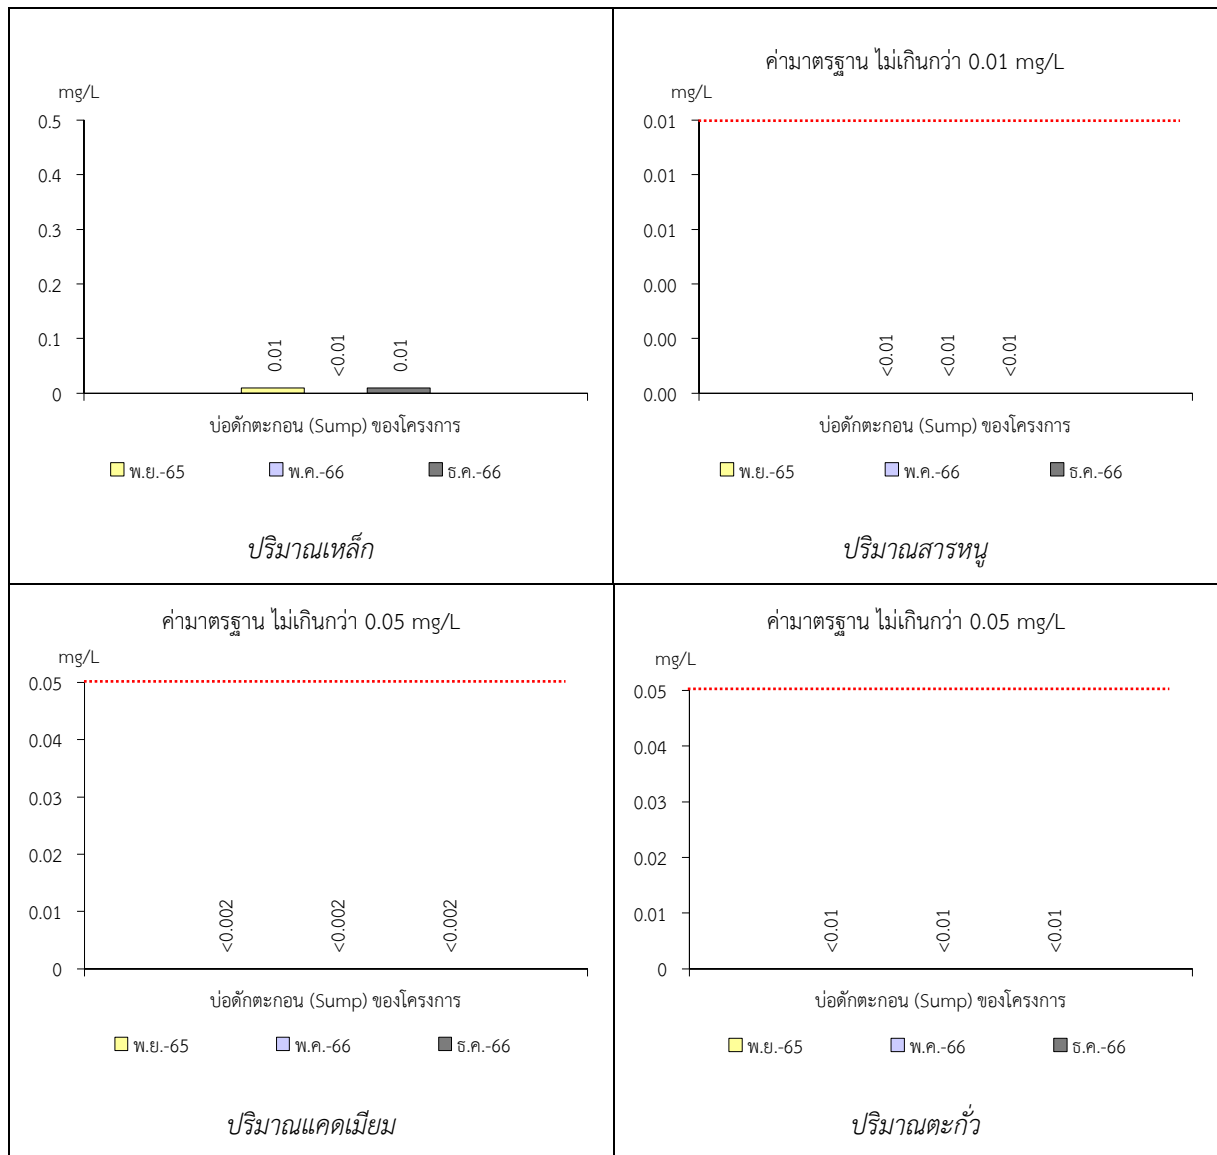 mg/L
0.5
0.4
0.3
0.2
0.1
0
0.01
<0.01
0.01
บ่อดักตะกอน (Sump) ของโครงการ
พ.ย.-65 พ.ค.-66 ธ.ค.-66
ปริมาณเหล็ก
ค่ามาตรฐาน ไม่เกินกว่า 0.01 mg/L
mg/L
0.01
0.01
0.01
0.00
0.00
0.00
<0.01
<0.01
<0.01
บ่อดักตะกอน (Sump) ของโครงการ
พ.ย.-65 พ.ค.-66 ธ.ค.-66
ปริมาณสารหนู
ค่ามาตรฐาน ไม่เกินกว่า 0.05 mg/L
mg/L
0.05
0.04
0.03
0.02
0.01
0
<0.002
<0.002
<0.002
บ่อดักตะกอน (Sump) ของโครงการ
พ.ย.-65 พ.ค.-66 ธ.ค.-66
ปริมาณแคดเมียม
ค่ามาตรฐาน ไม่เกินกว่า 0.05 mg/L
mg/L
0.05
0.04
0.03
0.02
0.01
0
<0.01
<0.01
<0.01
บ่อดักตะกอน (Sump) ของโครงการ
พ.ย.-65 พ.ค.-66 ธ.ค.-66
ปริมาณตะกั่ว